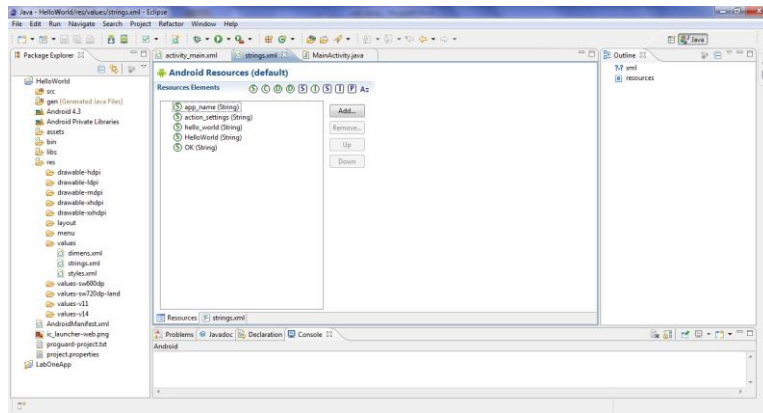 Java - HelloWorld/res/values/strings.xml - Eclipse
File Edit Run Navigate Search Project Refactor Window Help
Java
Package Explorer
HelloWorld
src
gen [Generated Java Files]
Android 4.3
Android Private Libraries
assets
bin
libs
res
drawable-hdpi
drawable-ldpi
drawable-mdpi
drawable-xhdpi
drawable-xxhdpi
layout
menu
values
dimens.xml
strings.xml
styles.xml
values-sw600dp
values-sw720dp-land
values-v11
values-v14
AndroidManifest.xml
ic_launcher-web.png
proguard-project.txt
project.properties
LabOneApp
activity_main.xml strings.xml MainActivity.java
Android Resources (default)
Resources Elements S C D D S I S I P Az
S app_name (String)
S action_settings (String)
S hello_world (String)
S HelloWorld (String)
S OK (String)
Add...
Remove...
Up
Down
Resources strings.xml
Problems Javadoc Declaration Console
Android
Outline
xml
resources